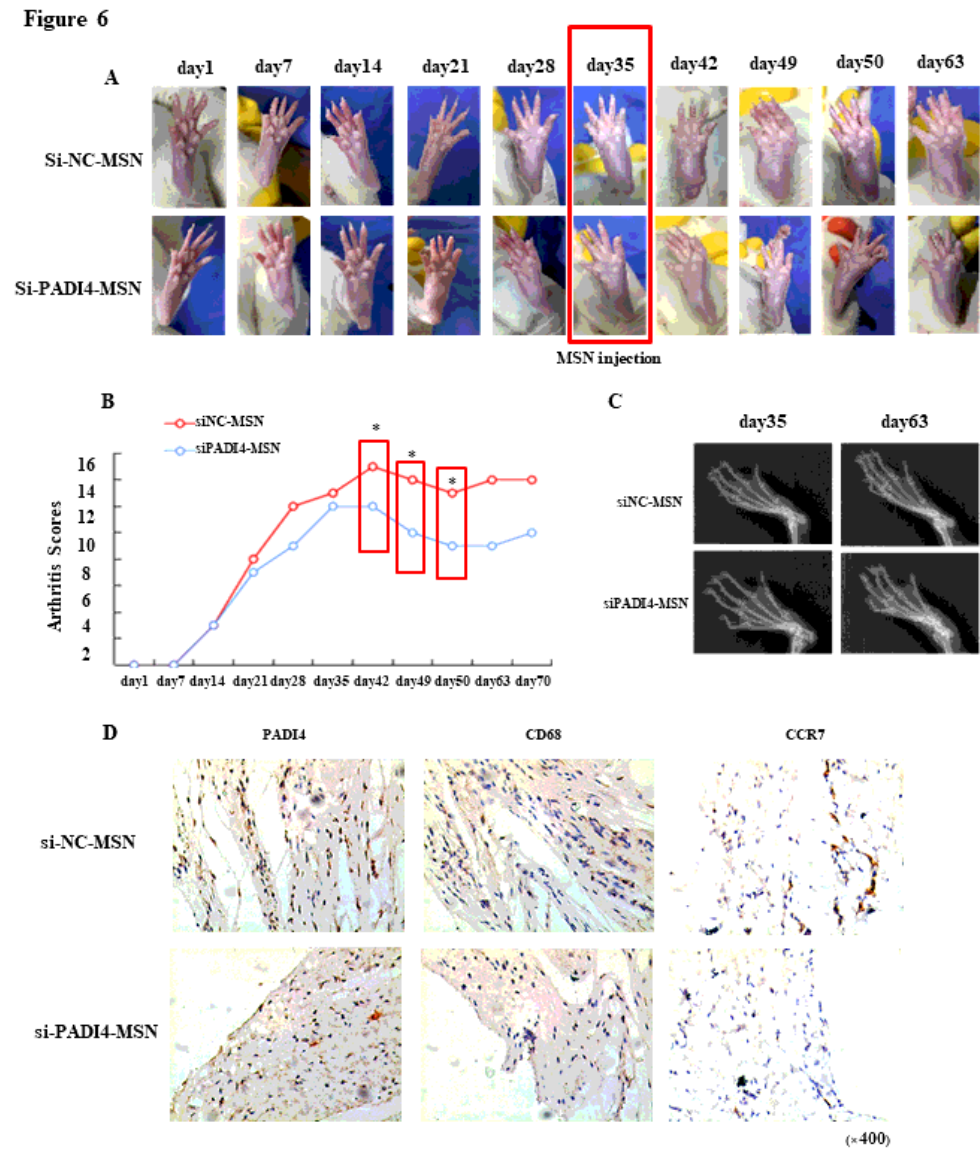 Figure 6
A
day1 day7 day14 day21 day28 day35 day42 day49 day50 day63
Si-NC-MSN
Si-PADI4-MSN
MSN injection
B
siNC-MSN
siPADI4-MSN
* * *
16
14
12
10
8
6
4
2
Arthritis Scores
day1 day7 day14 day21 day28 day35 day42 day49 day50 day63 day70
C
day35 day63
siNC-MSN
siPADI4-MSN
D
PADI4 CD68 CCR7
si-NC-MSN
si-PADI4-MSN
(×400)